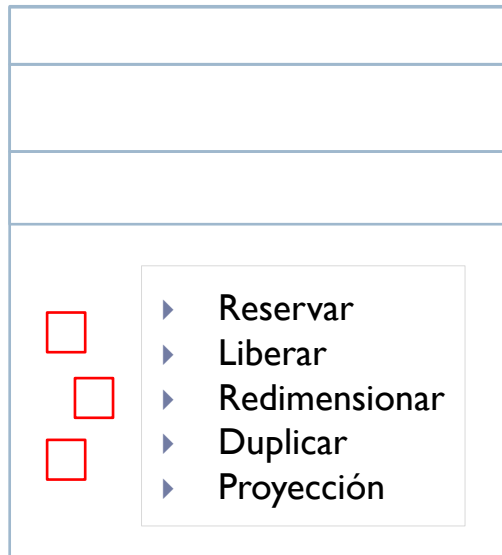 Reservar
Liberar
Redimensionar
Duplicar
Proyección